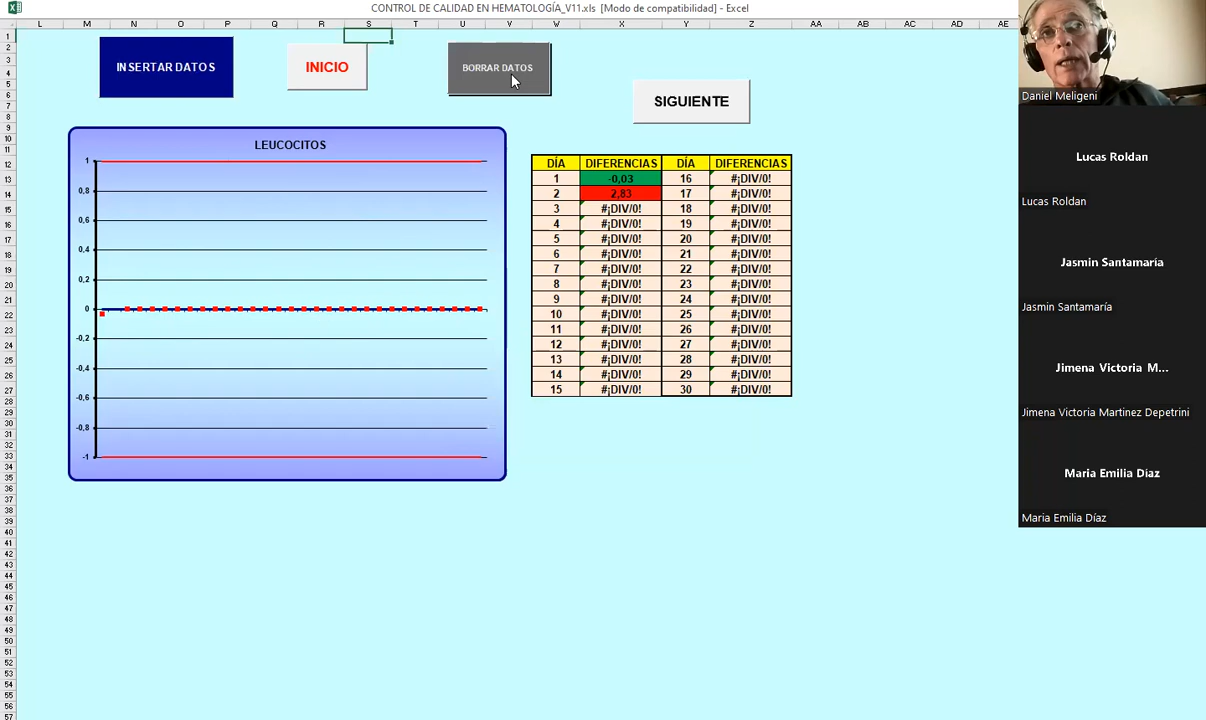 CONTROL DE CALIDAD EN HEMATOLOGÍA_V11.xls [Modo de compatibilidad] - Excel
L M N O P Q R S T U V W X Y Z AA AB AC AD AE
INSERTAR DATOS
INICIO
BORRAR DATOS
SIGUIENTE
LEUCOCITOS
1
0,8
0,6
0,4
0,2
0
-0,2
-0,4
-0,6
-0,8
-1
DÍA DIFERENCIAS DÍA DIFERENCIAS
1 -0,03 16 #¡DIV/0!
2 2,83 17 #¡DIV/0!
3 #¡DIV/0! 18 #¡DIV/0!
4 #¡DIV/0! 19 #¡DIV/0!
5 #¡DIV/0! 20 #¡DIV/0!
6 #¡DIV/0! 21 #¡DIV/0!
7 #¡DIV/0! 22 #¡DIV/0!
8 #¡DIV/0! 23 #¡DIV/0!
9 #¡DIV/0! 24 #¡DIV/0!
10 #¡DIV/0! 25 #¡DIV/0!
11 #¡DIV/0! 26 #¡DIV/0!
12 #¡DIV/0! 27 #¡DIV/0!
13 #¡DIV/0! 28 #¡DIV/0!
14 #¡DIV/0! 29 #¡DIV/0!
15 #¡DIV/0! 30 #¡DIV/0!
Daniel Meligeni
Lucas Roldan
Lucas Roldan
Jasmin Santamaría
Jasmin Santamaría
Jimena Victoria M...
Jimena Victoria Martinez Depetrini
Maria Emilia Díaz
Maria Emilia Díaz